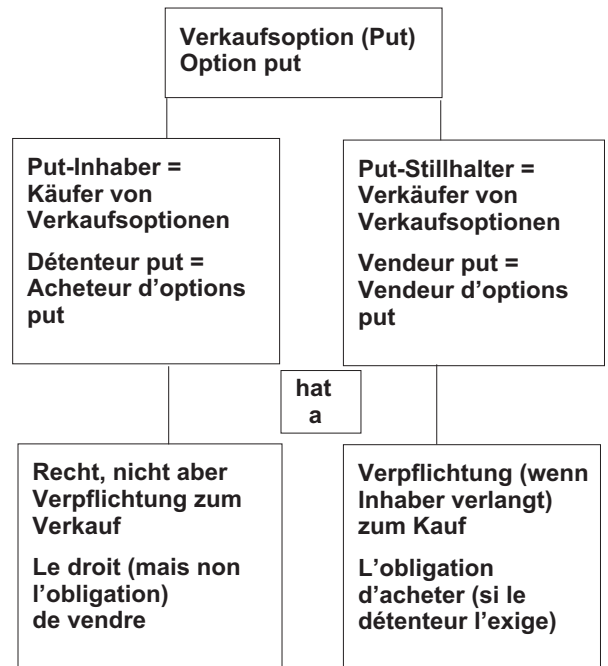 Verkaufsoption (Put)
Option put
Put-Inhaber =
Käufer von
Verkaufsoptionen
Détenteur put =
Acheteur d'options
put
Put-Stillhalter =
Verkäufer von
Verkaufsoptionen
Vendeur put =
Vendeur d'options
put
hat
a
Recht, nicht aber
Verpflichtung zum
Verkauf
Le droit (mais non
l'obligation)
de vendre
Verpflichtung (wenn
Inhaber verlangt)
zum Kauf
L'obligation
d'acheter (si le
détenteur l'exige)